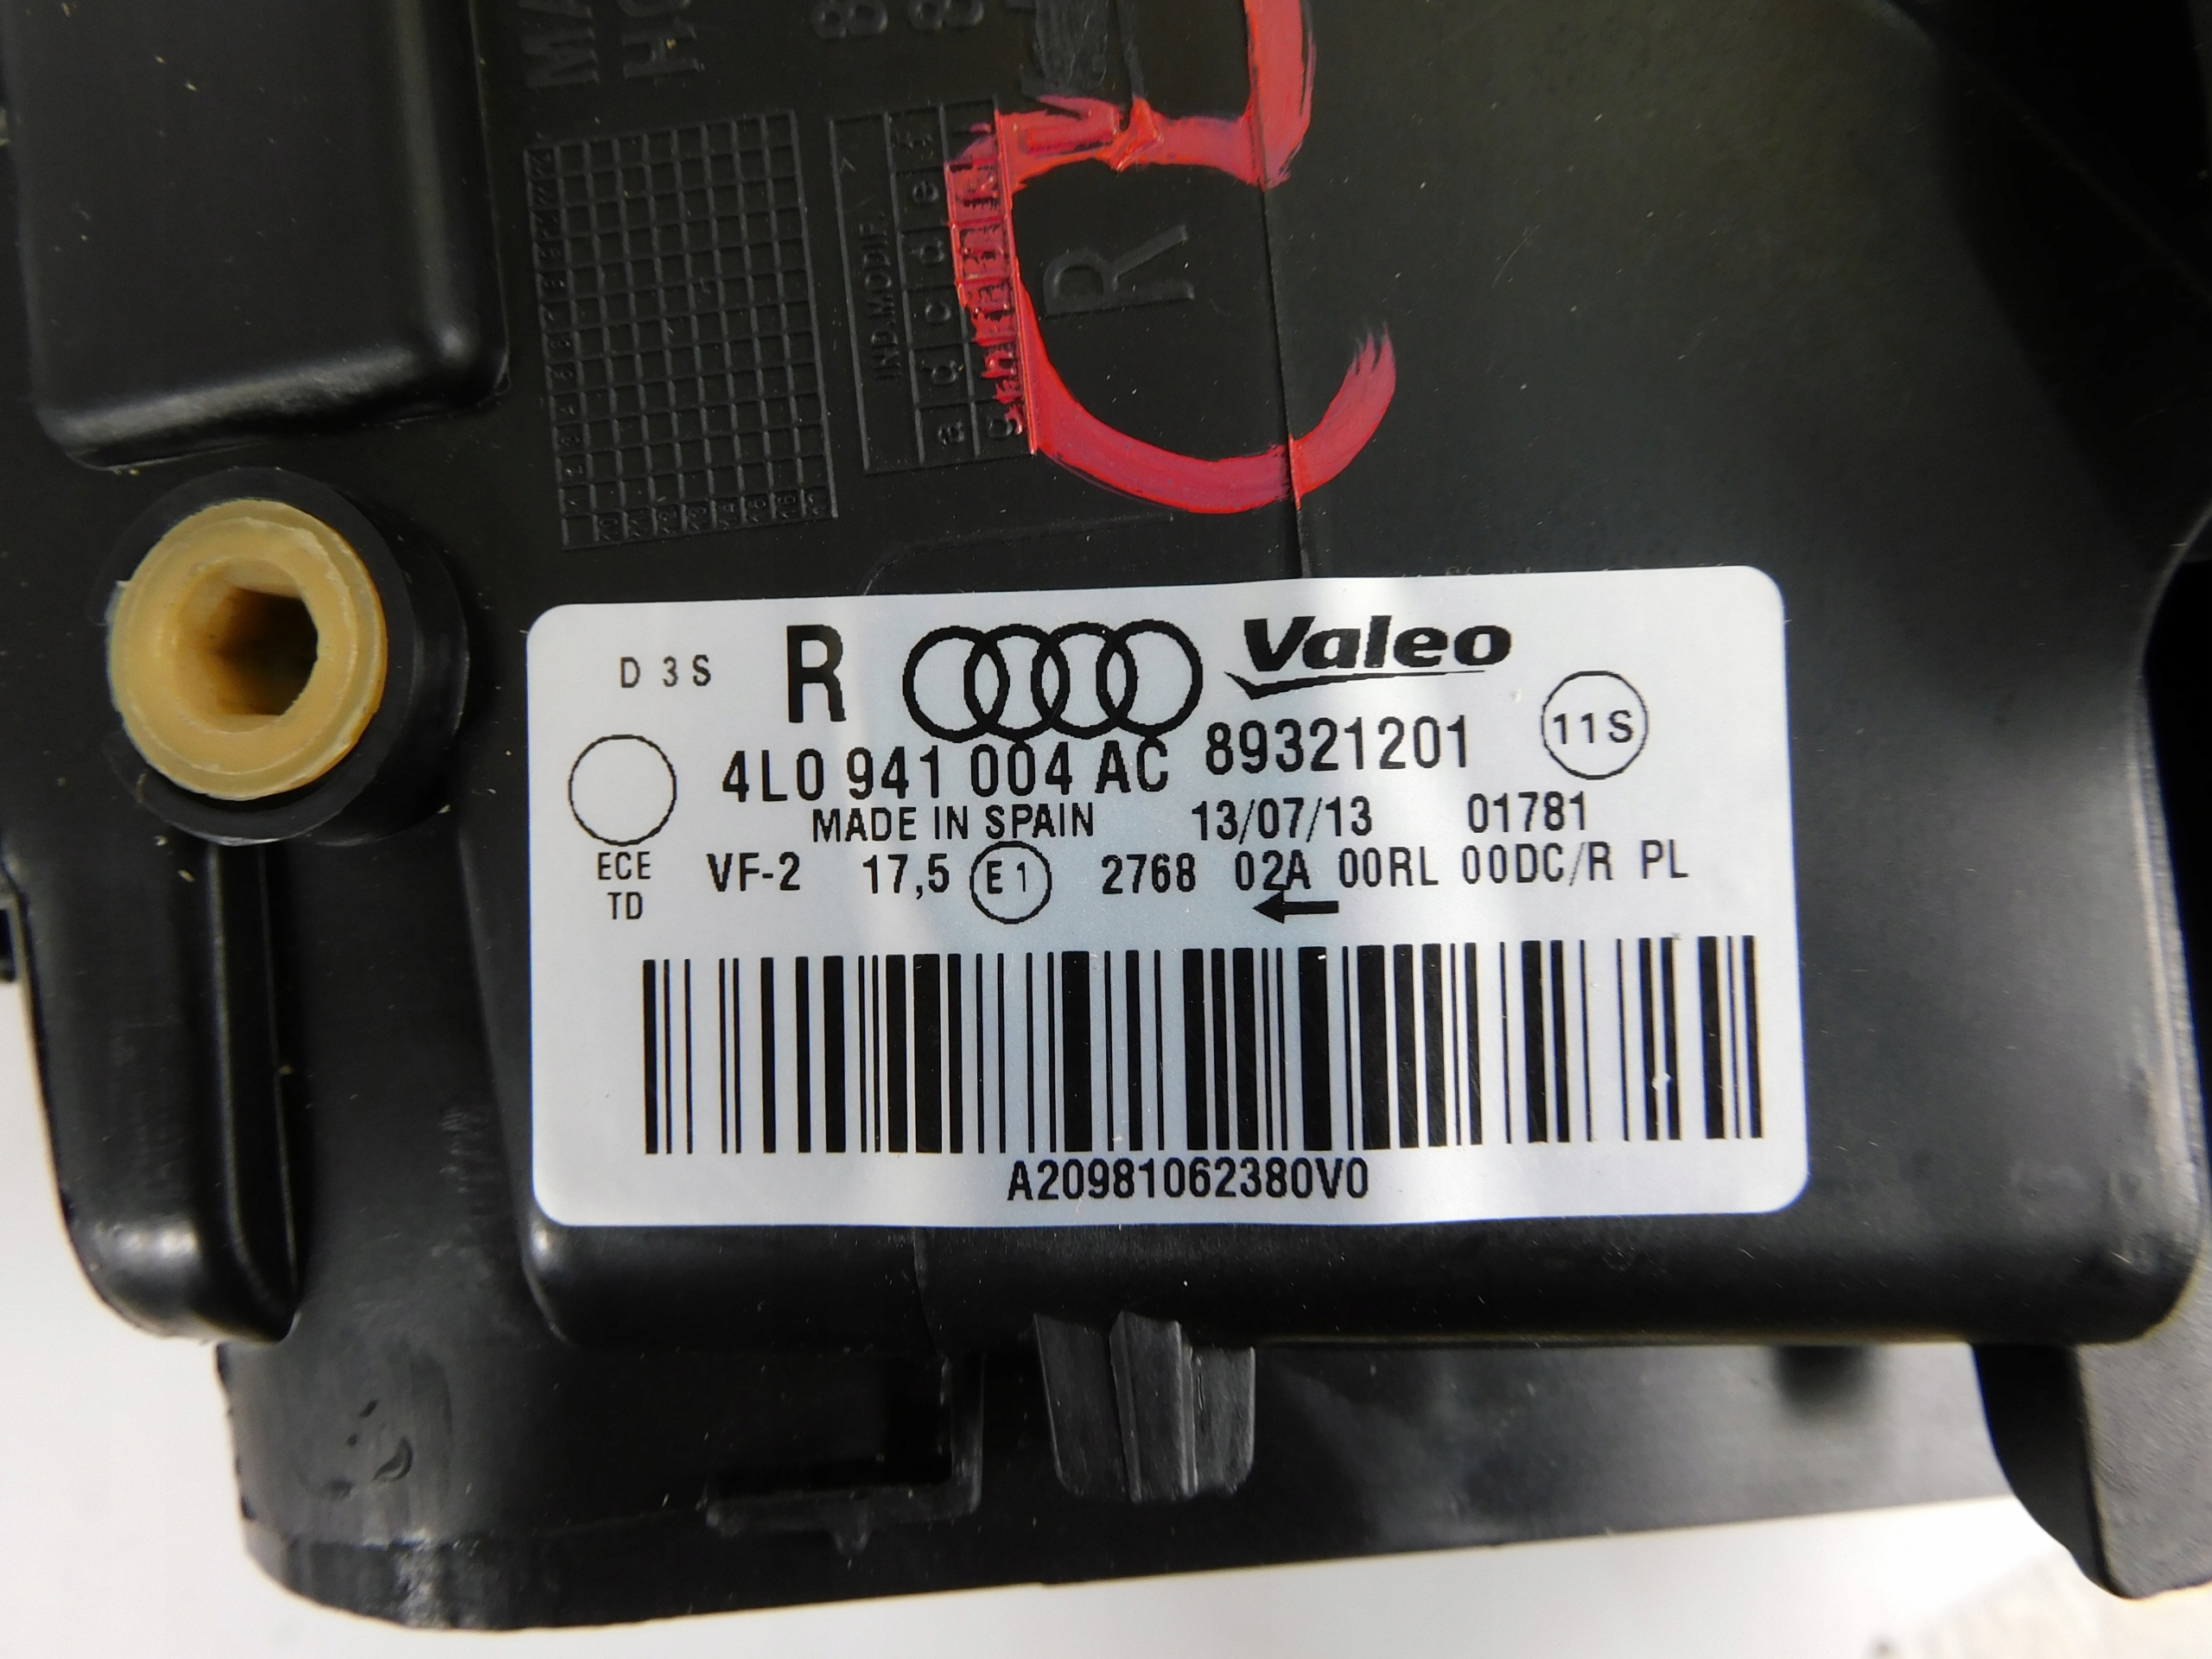 R
IND.MODIF.
a d c d e f
D 3 S R Valeo
4L0 941 004 AC 89321201 11S
MADE IN SPAIN 13/07/13 01781
ECE VF-2 17,5 E1 2768 02A 00RL 00DC/R PL
TD
A20981062380V0